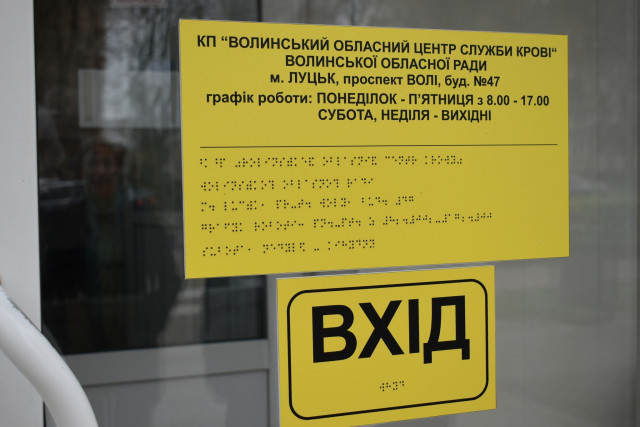 КП “ВОЛИНСЬКИЙ ОБЛАСНИЙ ЦЕНТР СЛУЖБИ КРОВІ“
ВОЛИНСЬКОЇ ОБЛАСНОЇ РАДИ
м. ЛУЦЬК, проспект ВОЛІ, буд. №47
графік роботи: ПОНЕДІЛОК - П’ЯТНИЦЯ з 8.00 - 17.00
СУБОТА, НЕДІЛЯ - ВИХІДНІ
ВХІД